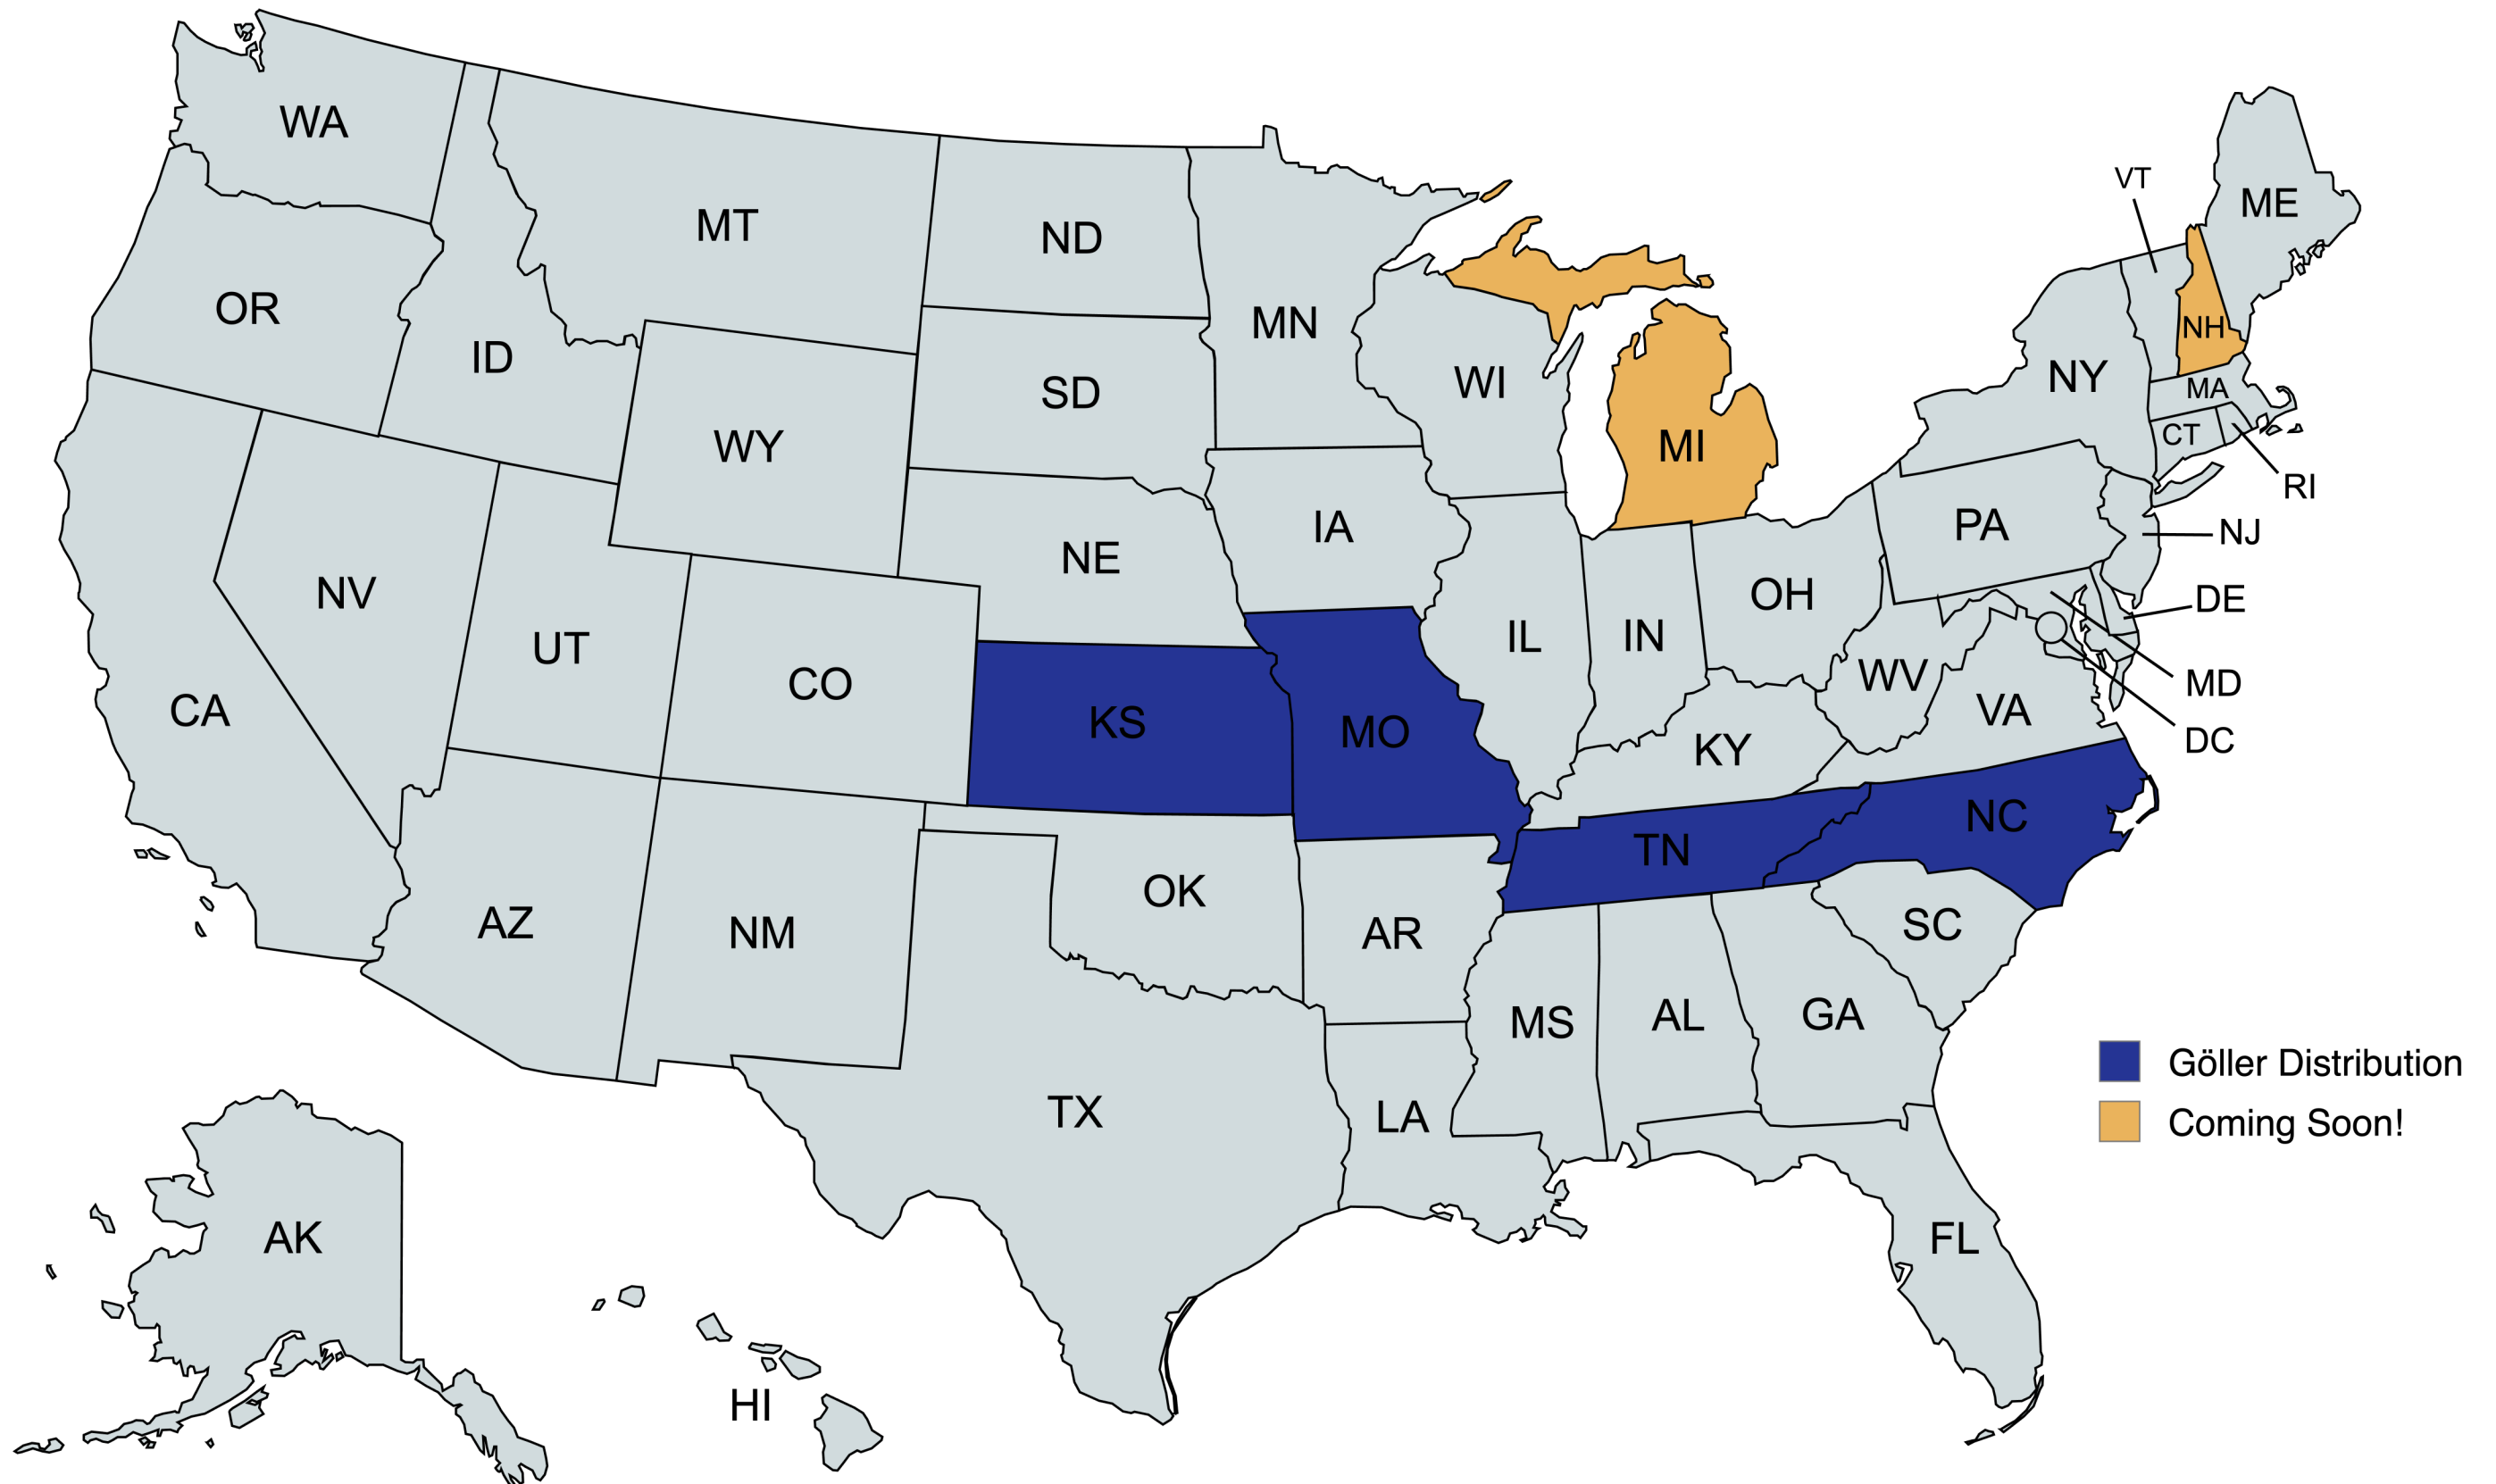 WA
MT
ND
MN
VT
ME
OR
ID
SD
WI
MI
NY
NH
MA
CT
RI
WY
NE
IA
PA
NJ
NV
UT
CO
IL
IN
OH
DE
CA
KS
MO
KY
WV
VA
MD
DC
AZ
NM
OK
AR
TN
NC
SC
TX
LA
MS
AL
GA
Göller Distribution
Coming Soon!
AK
HI
FL